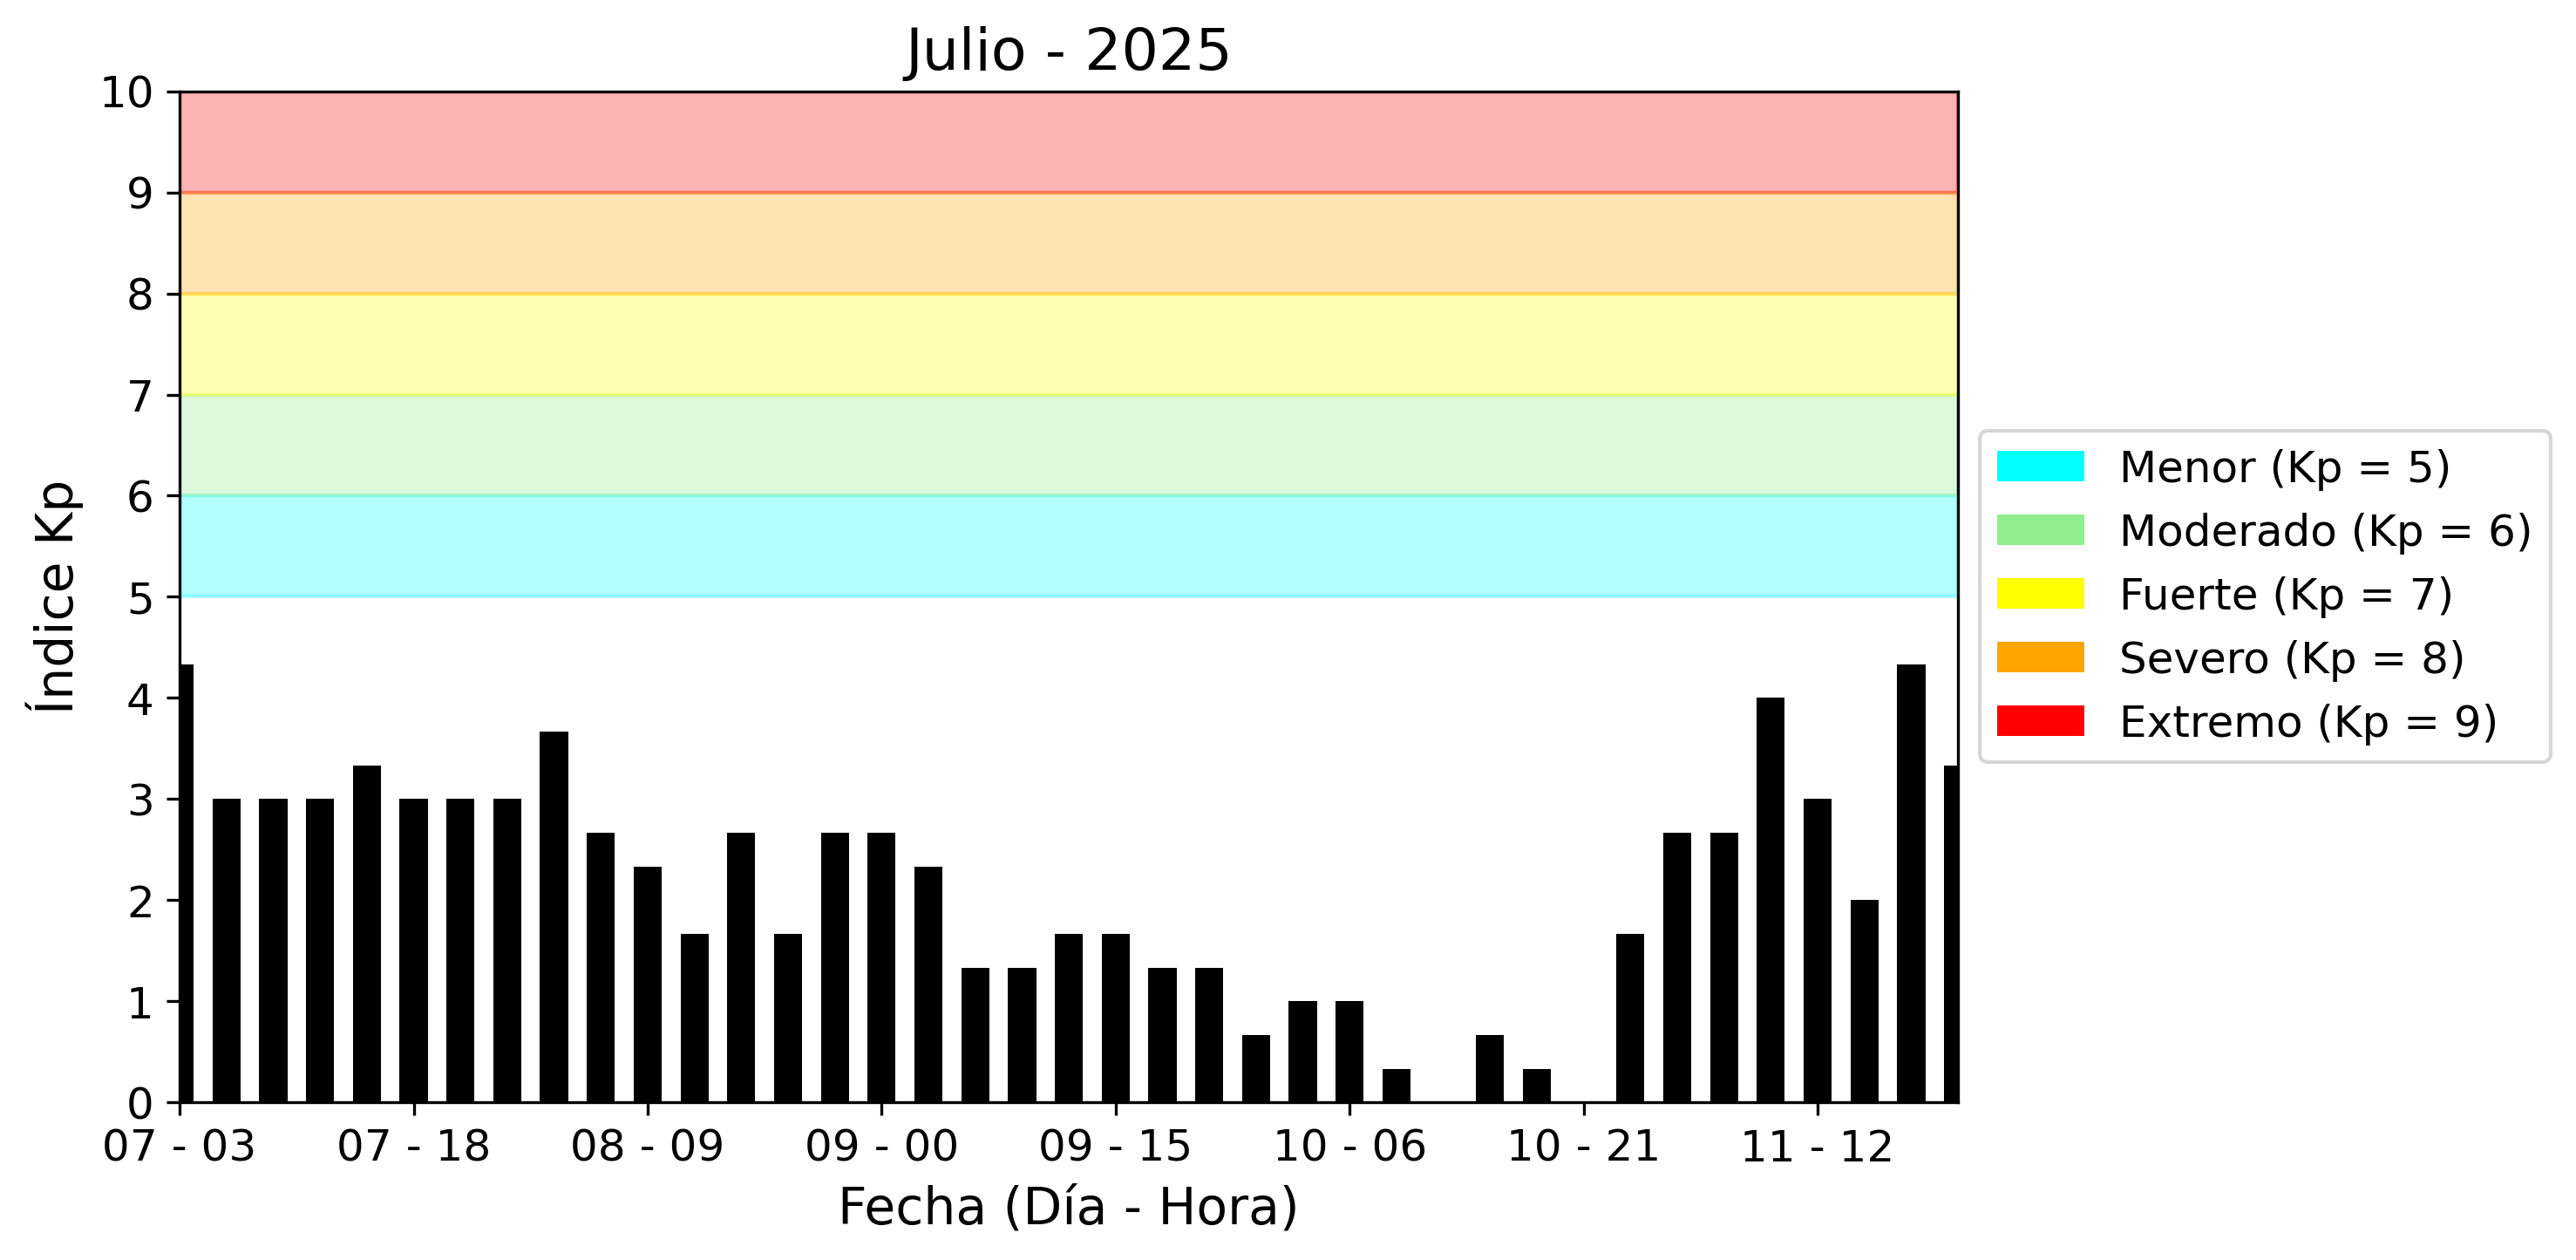 Julio - 2025
10
9
8
7
6
5
4
3
2
1
0
Índice Kp
07 - 03 07 - 18 08 - 09 09 - 00 09 - 15 10 - 06 10 - 21 11 - 12
Fecha (Día - Hora)
Menor (Kp = 5)
Moderado (Kp = 6)
Fuerte (Kp = 7)
Severo (Kp = 8)
Extremo (Kp = 9)